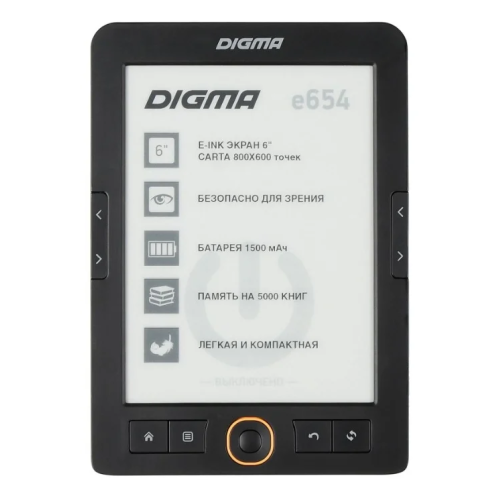 DIGMA
DIGMA e654
6"
E-INK ЭКРАН 6"
CARTA 800X600 точек
БЕЗОПАСНО ДЛЯ ЗРЕНИЯ
БАТАРЕЯ 1500 мАч
ПАМЯТЬ НА 5000 КНИГ
ЛЕГКАЯ И КОМПАКТНАЯ
— ВЫКЛЮЧЕНО —